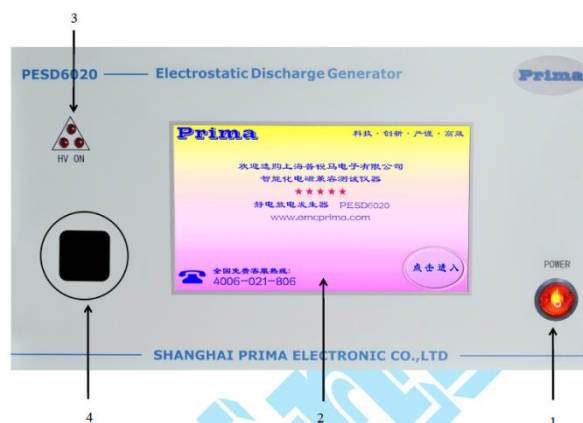 3
PESD6020 Electrostatic Discharge Generator Prima
HV ON
Prima 科技·创新·严谨·高效
欢迎选购上海普锐马电子有限公司
智能化电磁兼容测试仪器
★★★★★
静电放电发生器 PESD6020
www.emcprima.com
全国免费客服热线:
4006-021-806
点击进入
POWER
SHANGHAI PRIMA ELECTRONIC CO.,LTD
4 2 1